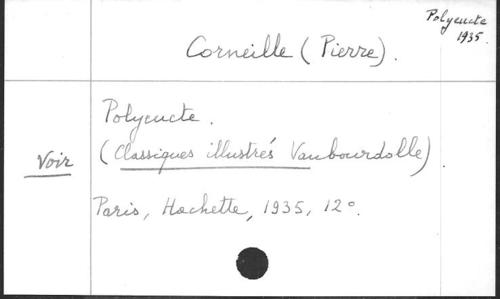 Polyeucte
1935.
Corneille (Pierre).
Polyeucte.
Voir
(Classiques illustrés Vaubourdolle).
Paris, Hachette, 1935, 12°.